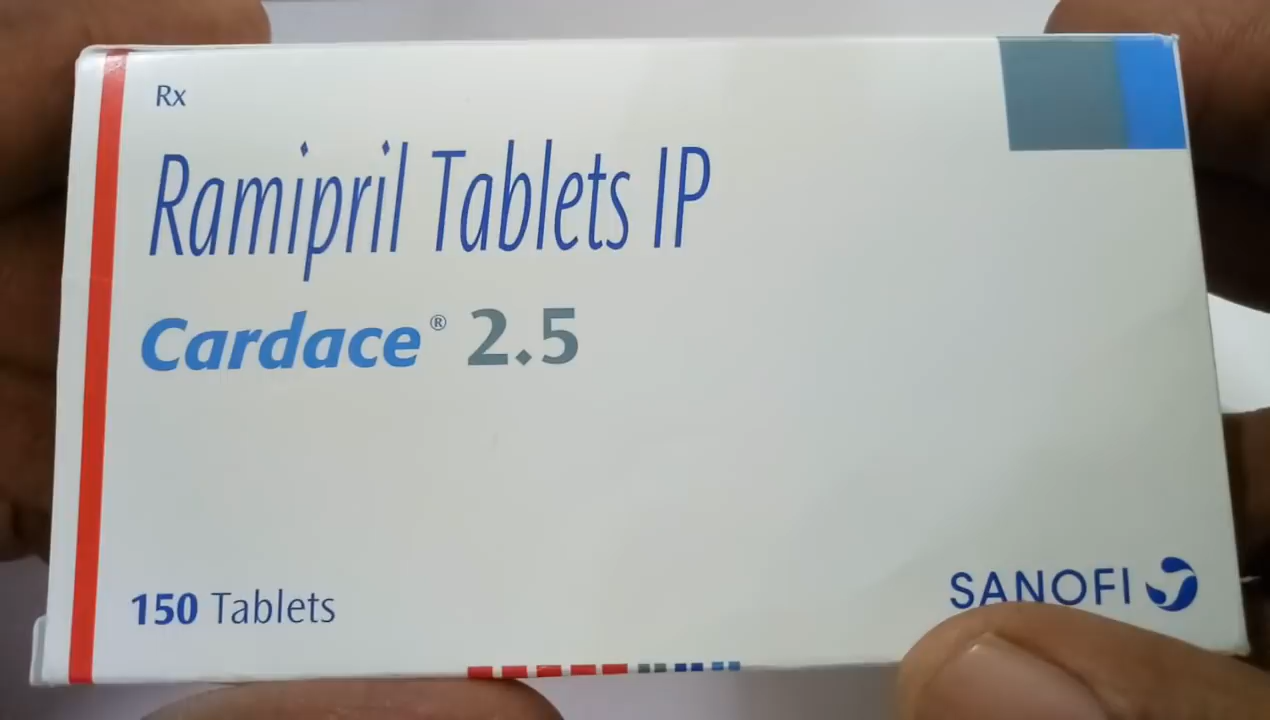 Rx
Ramipril Tablets IP
Cardace® 2.5
150 Tablets
SANOFI